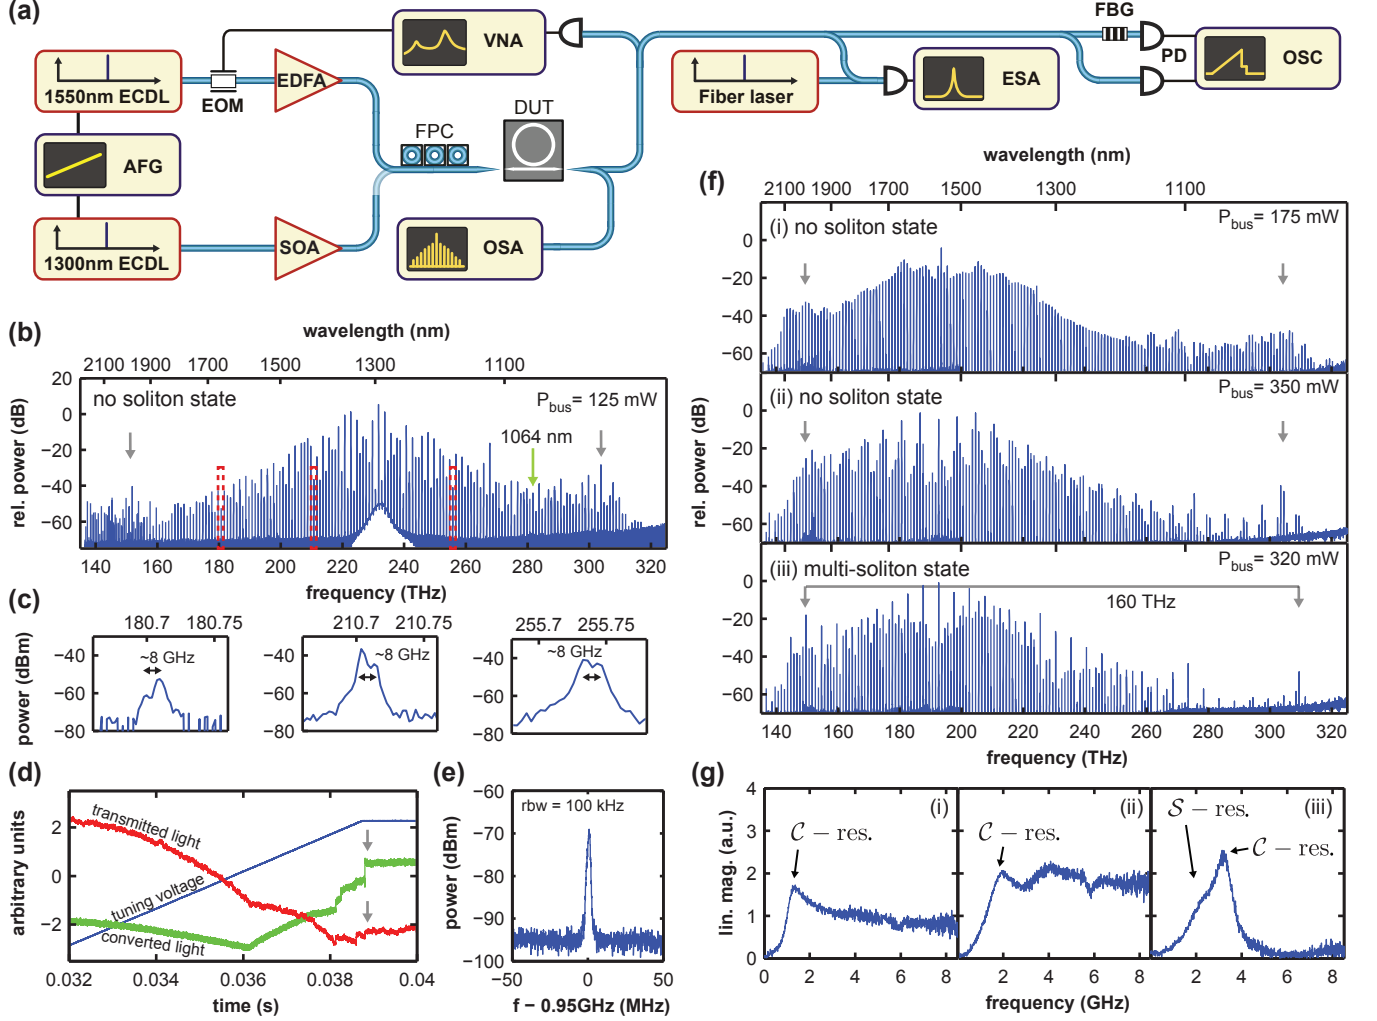 (a)
1550nm ECDL
EOM
EDFA
VNA
AFG
1300nm ECDL
SOA
FPC
DUT
OSA
Fiber laser
ESA
FBG
PD
OSC
(b)
wavelength (nm)
2100 1900 1700 1500 1300 1100
no soliton state
P_bus= 125 mW
1064 nm
rel. power (dB)
20
0
−20
−40
−60
140 160 180 200 220 240 260 280 300 320
frequency (THz)
(c)
180.7 180.75
~8 GHz
210.7 210.75
~8 GHz
255.7 255.75
~8 GHz
power (dBm)
−40
−60
−80
−40
−60
−80
−40
−60
−80
(d)
arbitrary units
2
0
−2
transmitted light
tuning voltage
converted light
0.032 0.034 0.036 0.038 0.04
time (s)
(e)
power (dBm)
−60
−70
−80
−90
−100
rbw = 100 kHz
−50 0 50
f − 0.95GHz (MHz)
(f)
wavelength (nm)
2100 1900 1700 1500 1300 1100
(i) no soliton state
P_bus= 175 mW
0
−20
−40
−60
(ii) no soliton state
P_bus= 350 mW
rel. power (dB)
0
−20
−40
−60
(iii) multi-soliton state
P_bus= 320 mW
160 THz
0
−20
−40
−60
140 160 180 200 220 240 260 280 300 320
frequency (THz)
(g)
lin. mag. (a.u.)
4
3
2
1
0
(i)
C − res.
(ii)
C − res.
(iii)
S − res.
C − res.
0 2 4 6 8 2 4 6 8 2 4 6 8
frequency (GHz)